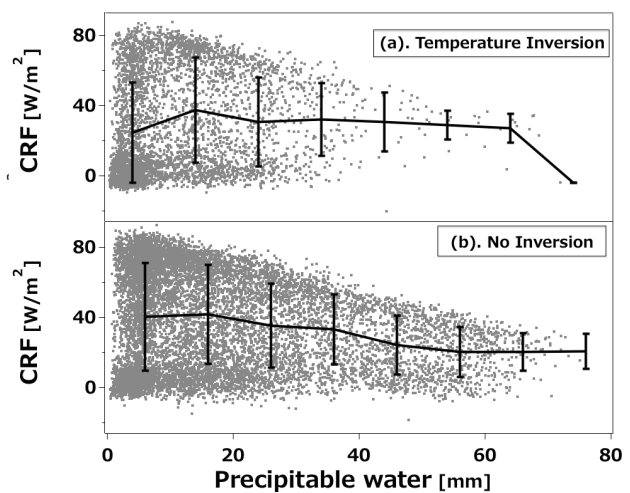 80
40
0
CRF [W/m²]
(a). Temperature Inversion
80
40
0
CRF [W/m²]
(b). No Inversion
0
20
40
60
80
Precipitable water [mm]